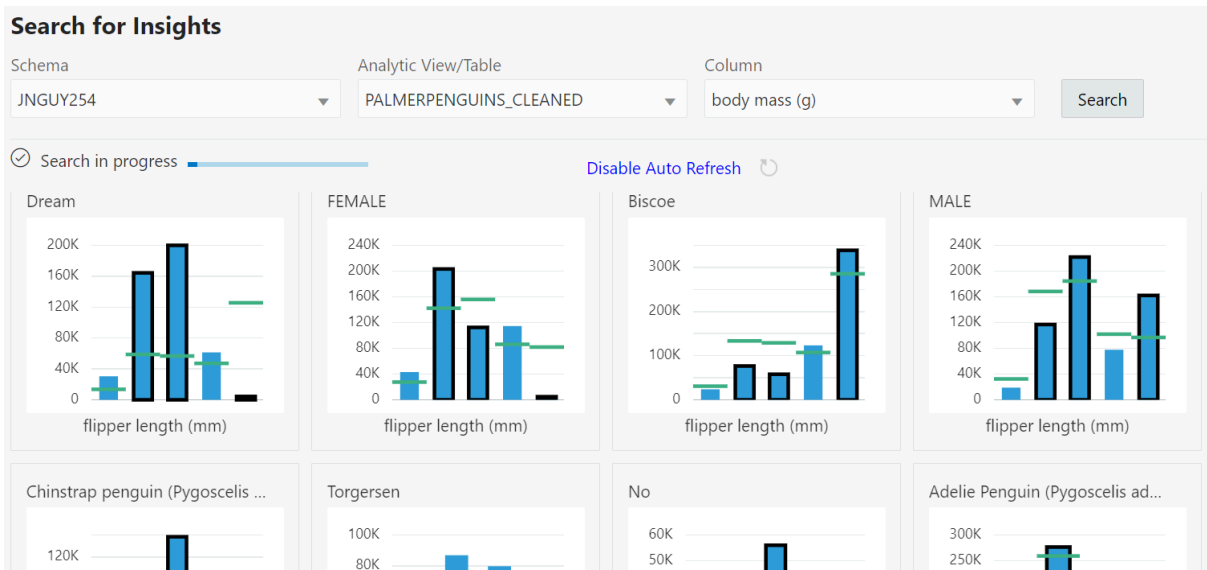 Search for Insights
Schema Analytic View/Table Column
JNGUY254 PALMERPENGUINS_CLEANED body mass (g) Search
Search in progress Disable Auto Refresh
Dream FEMALE Biscoe MALE
200K
160K
120K
80K
40K
0
flipper length (mm)
240K
200K
160K
120K
80K
40K
0
flipper length (mm)
300K
200K
100K
0
flipper length (mm)
240K
200K
160K
120K
80K
40K
0
flipper length (mm)
Chinstrap penguin (Pygoscelis ... Torgersen No Adelie Penguin (Pygoscelis ad...
120K
100K
80K
60K
50K
300K
250K